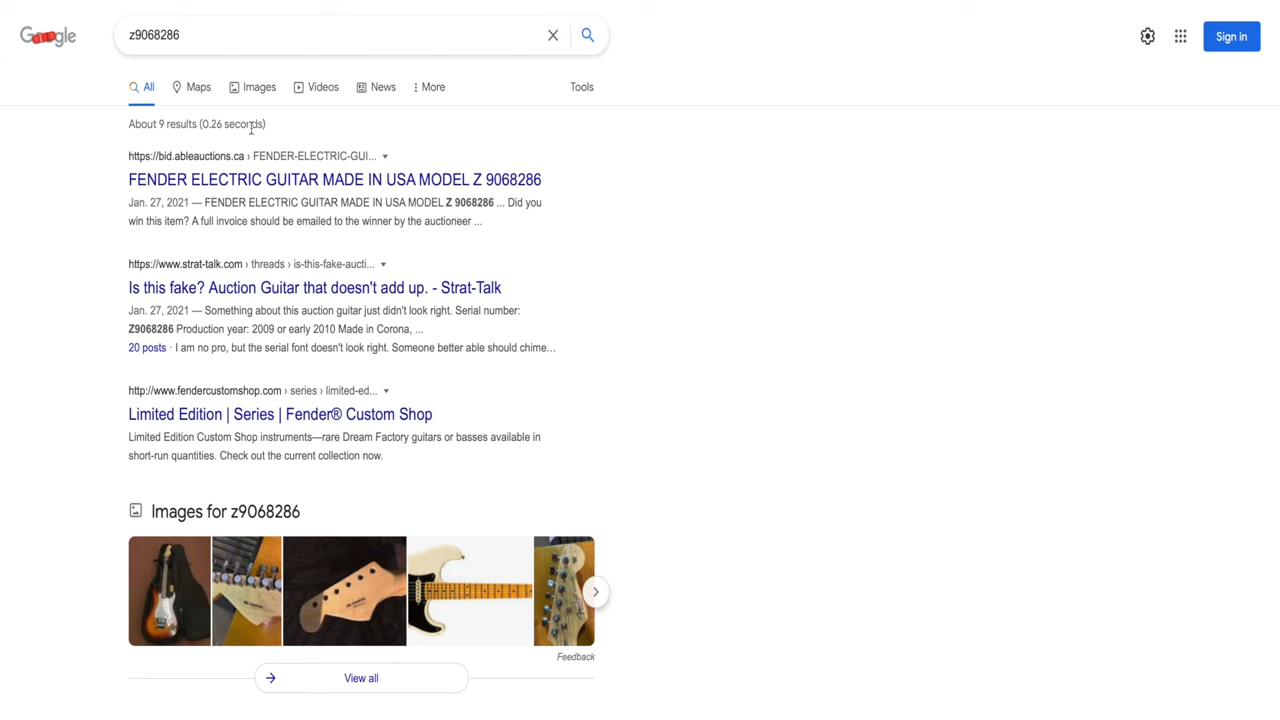 Google
z9068286
Sign in
All Maps Images Videos News More Tools
About 9 results (0.26 seconds)
https://bid.ableauctions.ca › FENDER-ELECTRIC-GUI...
FENDER ELECTRIC GUITAR MADE IN USA MODEL Z 9068286
Jan. 27, 2021 — FENDER ELECTRIC GUITAR MADE IN USA MODEL Z 9068286 ... Did you
win this item? A full invoice should be emailed to the winner by the auctioneer ...
https://www.strat-talk.com › threads › is-this-fake-aucti...
Is this fake? Auction Guitar that doesn't add up. - Strat-Talk
Jan. 27, 2021 — Something about this auction guitar just didn't look right. Serial number:
Z9068286 Production year: 2009 or early 2010 Made in Corona, ...
20 posts · I am no pro, but the serial font doesn't look right. Someone better able should chime...
http://www.fendercustomshop.com › series › limited-ed...
Limited Edition | Series | Fender® Custom Shop
Limited Edition Custom Shop instruments—rare Dream Factory guitars or basses available in
short-run quantities. Check out the current collection now.
Images for z9068286
Feedback
View all